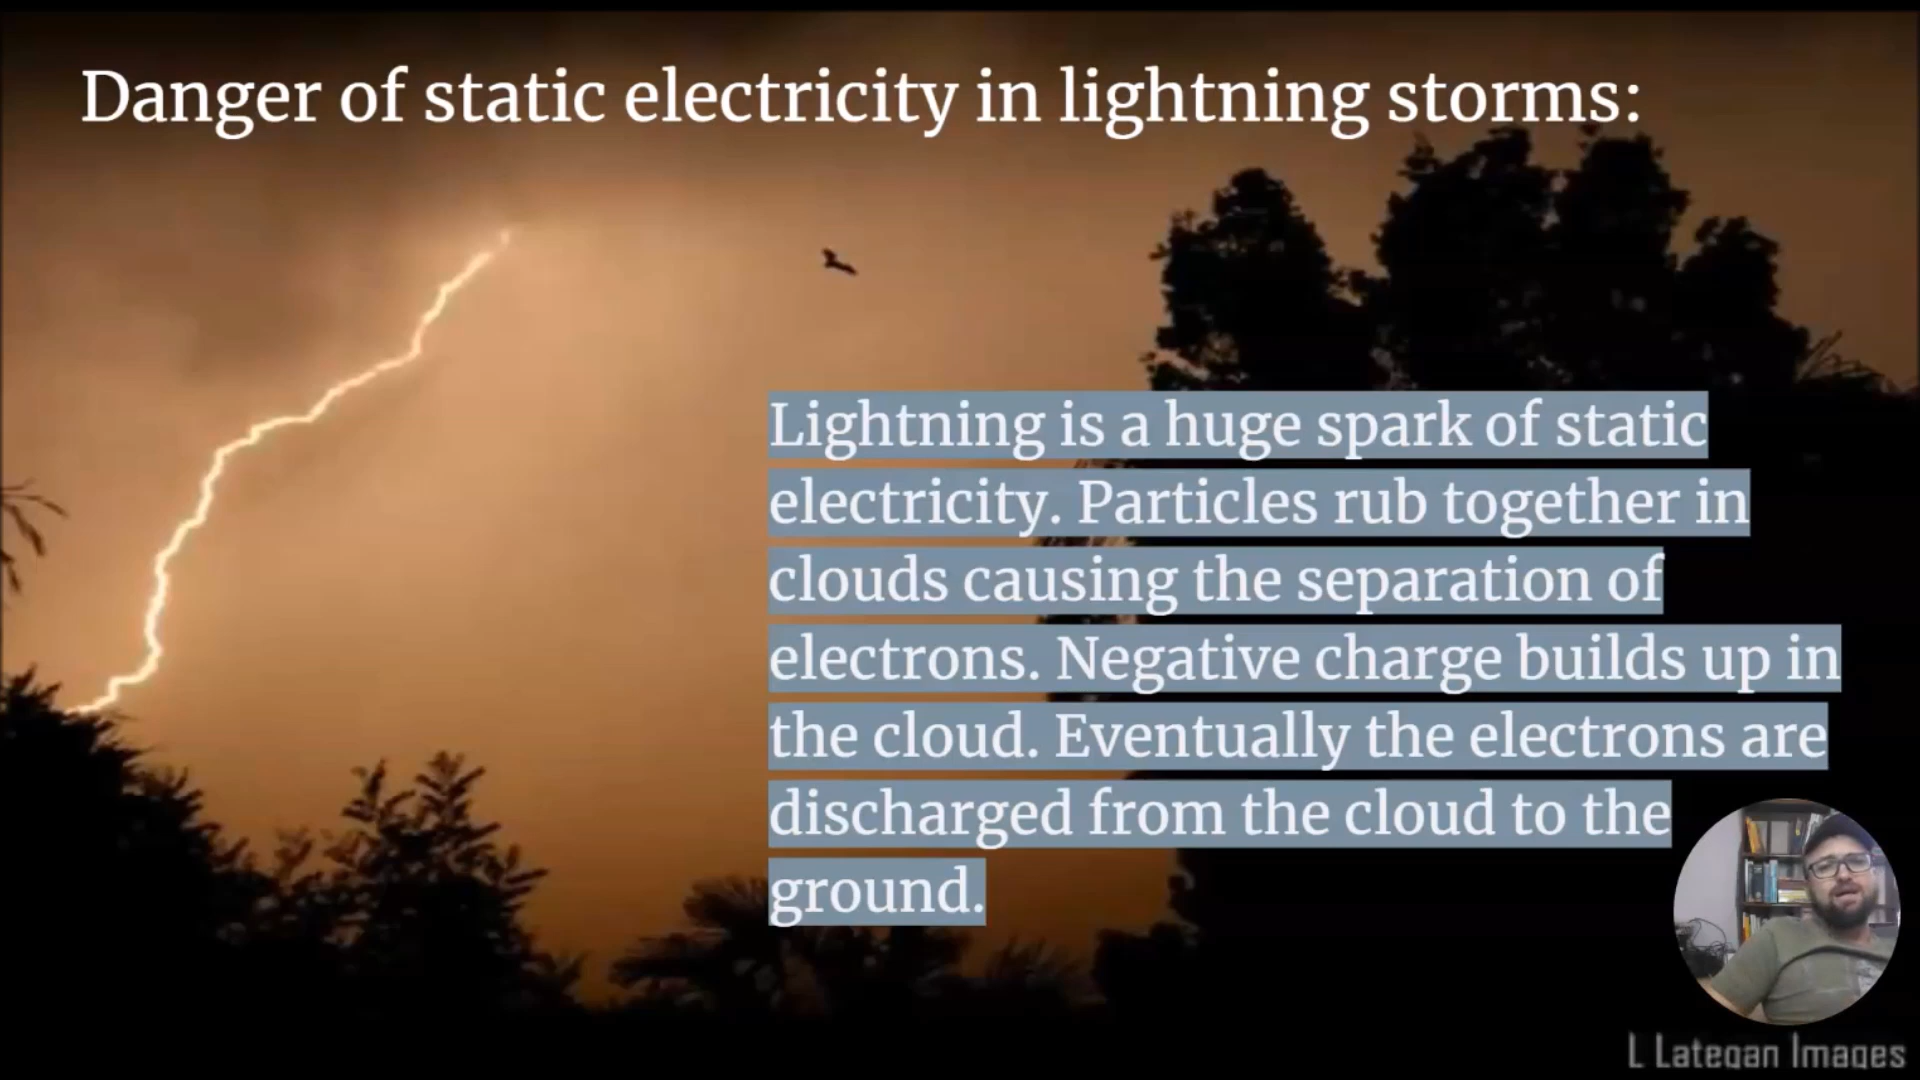 Danger of static electricity in lightning storms:
Lightning is a huge spark of static
electricity. Particles rub together in
clouds causing the separation of
electrons. Negative charge builds up in
the cloud. Eventually the electrons are
discharged from the cloud to the
ground.
L Lategan Images